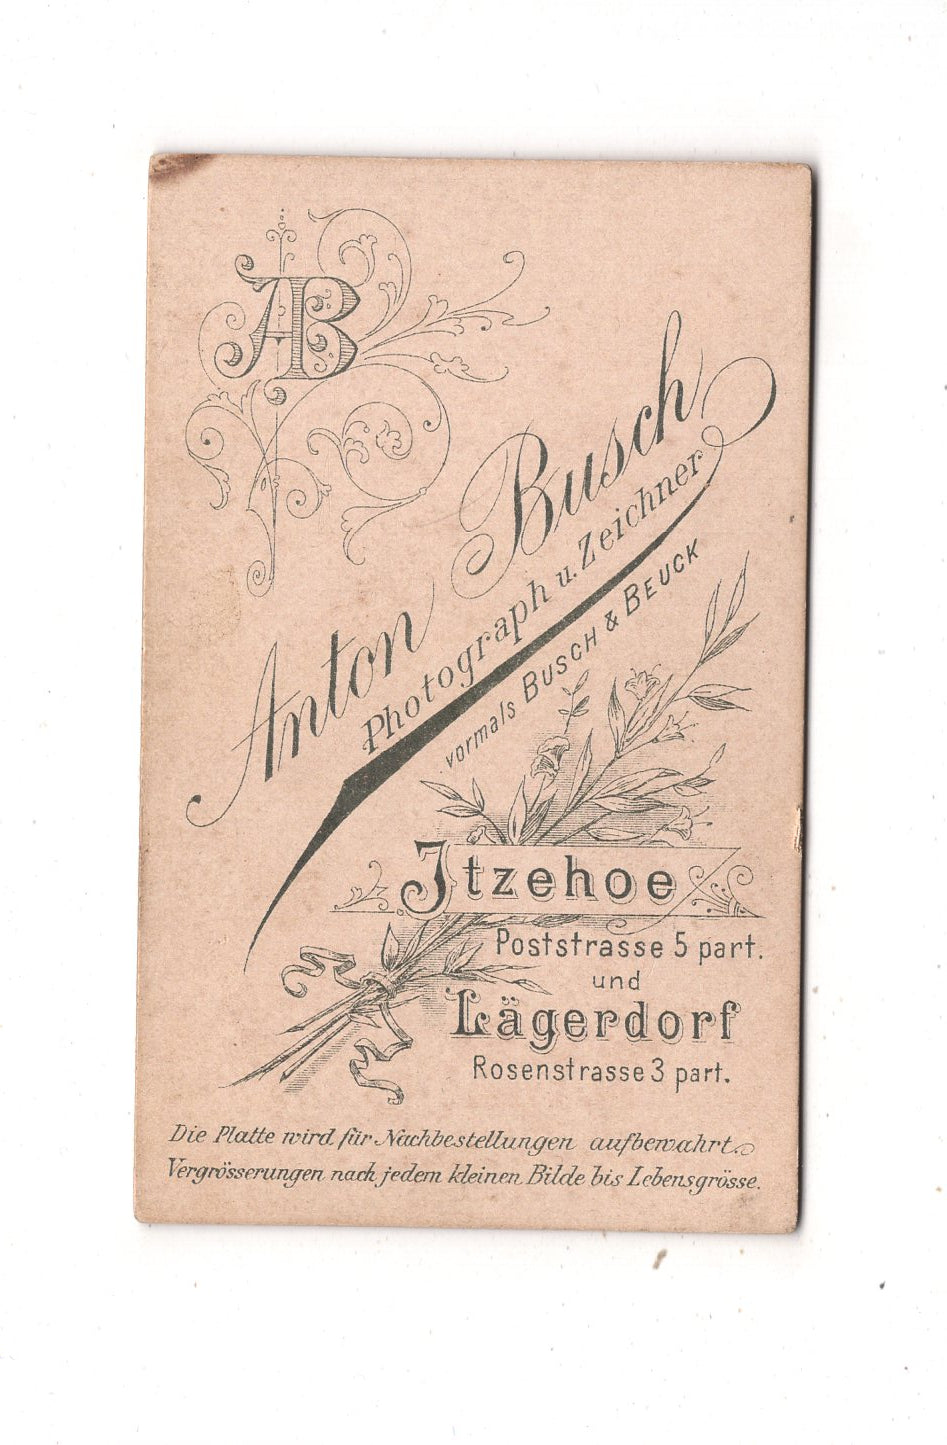 AB
Anton Busch
Photograph u. Zeichner
vormals BUSCH & BEUCK
Itzehoe
Poststrasse 5 part.
und
Lägerdorf
Rosenstrasse 3 part.
Die Platte wird für Nachbestellungen aufbewahrt.
Vergrösserungen nach jedem kleinen Bilde bis Lebensgrösse.